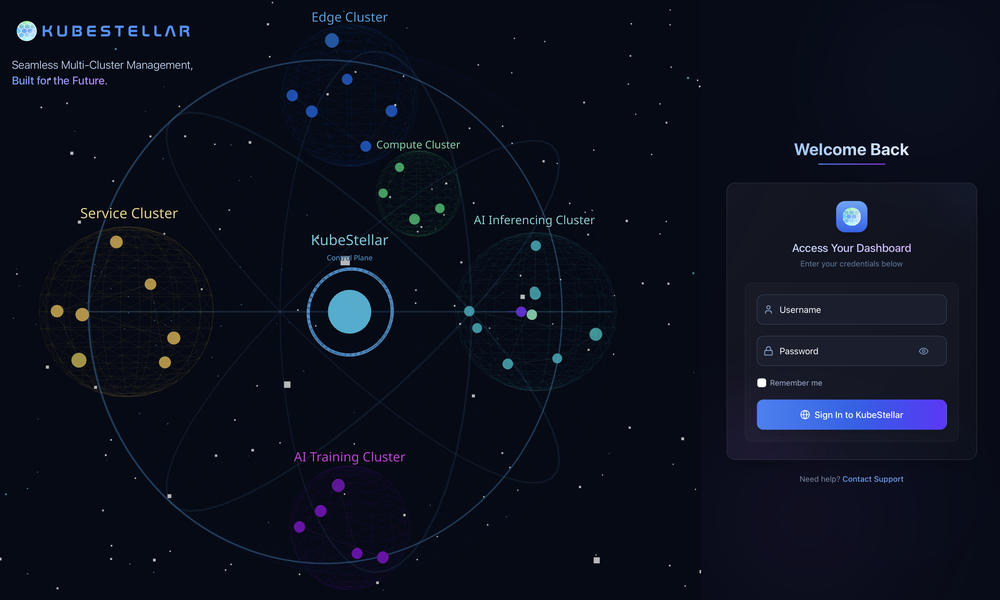 KUBESTELLAR
Seamless Multi-Cluster Management,
Built for the Future.
Edge Cluster
Compute Cluster
Service Cluster
AI Inferencing Cluster
KubeStellar
Control Plane
AI Training Cluster
Welcome Back
Access Your Dashboard
Enter your credentials below
Username
Password
Remember me
Sign In to KubeStellar
Need help? Contact Support